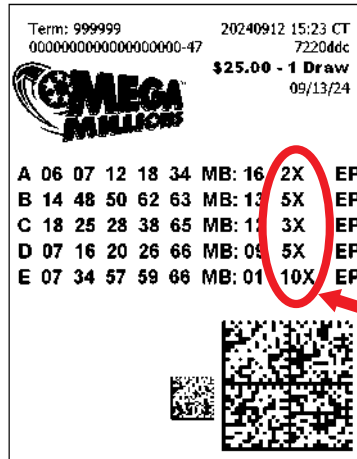 Term: 999999 20240912 15:23 CT
0000000000000000000-47 7220ddc
$25.00 - 1 Draw
09/13/24
MEGA
MILLIONS
A 06 07 12 18 34 MB: 16 2X EP
B 14 48 50 62 63 MB: 13 5X EP
C 18 25 28 38 65 MB: 12 3X EP
D 07 16 20 26 66 MB: 09 5X EP
E 07 34 57 59 66 MB: 01 10X EP